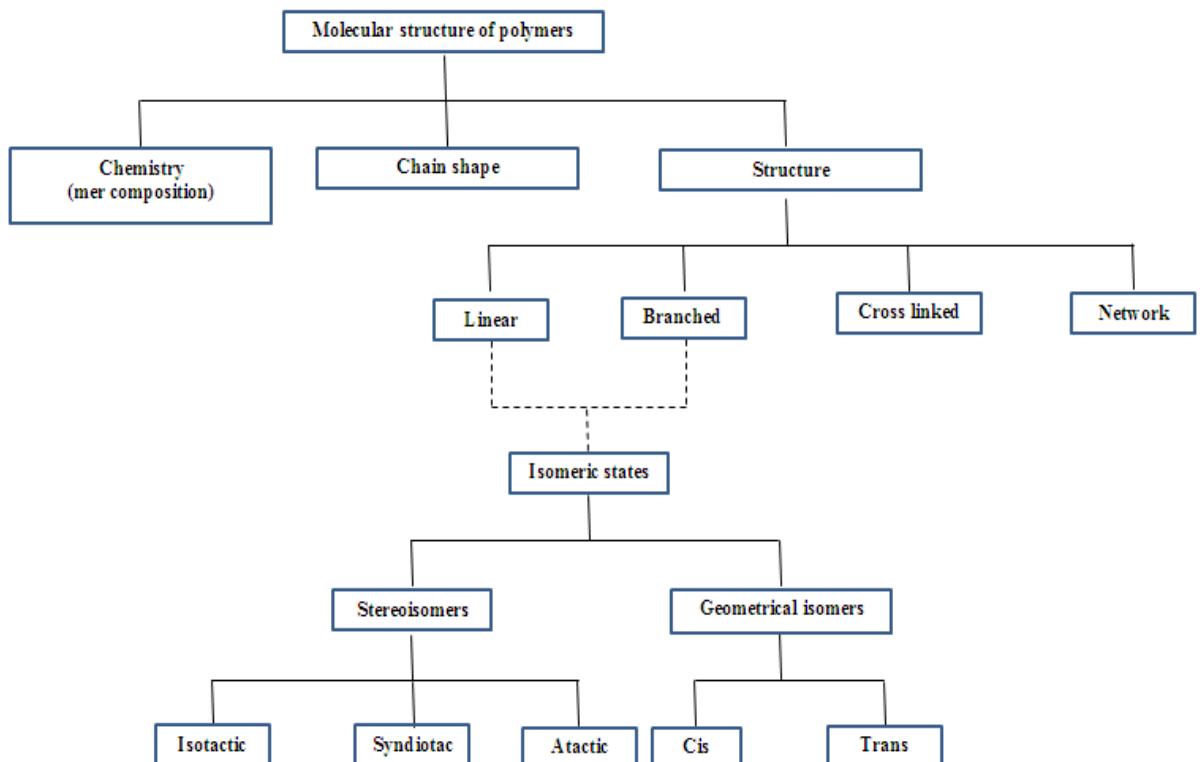 Molecular structure of polymers
Chemistry
(mer composition)
Chain shape
Structure
Linear
Branched
Cross linked
Network
Isomeric states
Stereoisomers
Geometrical isomers
Isotactic
Syndiotac
Atactic
Cis
Trans